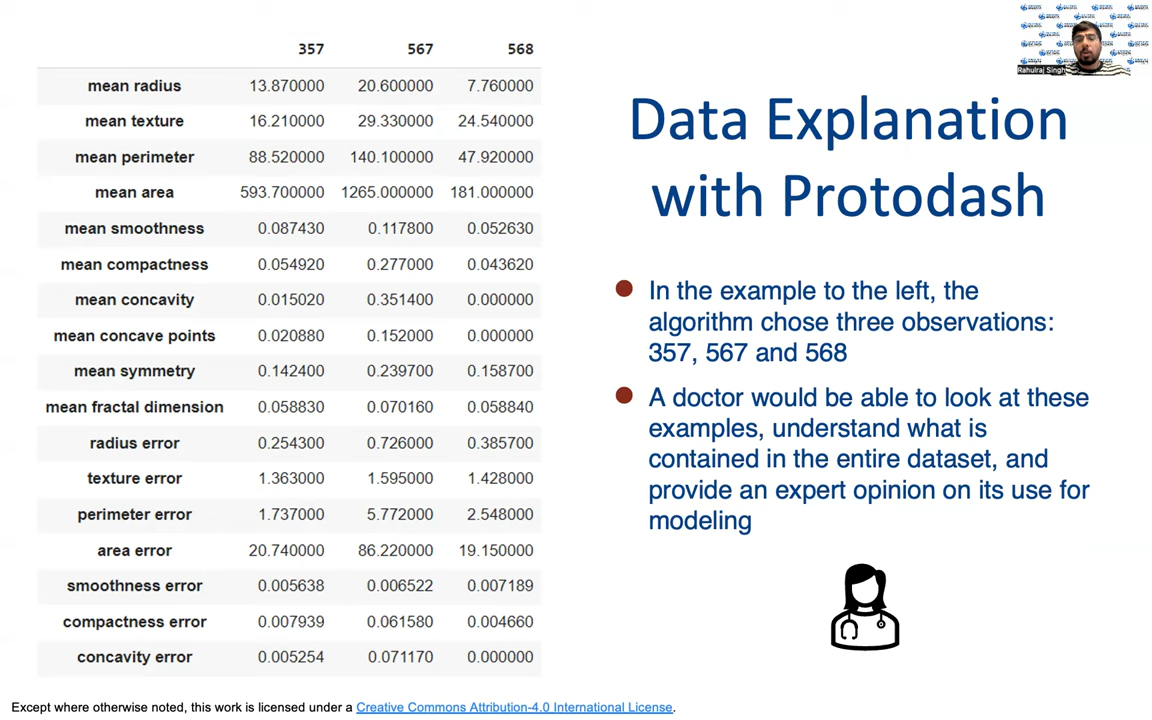 357 567 568
mean radius 13.870000 20.600000 7.760000
mean texture 16.210000 29.330000 24.540000
mean perimeter 88.520000 140.100000 47.920000
mean area 593.700000 1265.000000 181.000000
mean smoothness 0.087430 0.117800 0.052630
mean compactness 0.054920 0.277000 0.043620
mean concavity 0.015020 0.351400 0.000000
mean concave points 0.020880 0.152000 0.000000
mean symmetry 0.142400 0.239700 0.158700
mean fractal dimension 0.058830 0.070160 0.058840
radius error 0.254300 0.726000 0.385700
texture error 1.363000 1.595000 1.428000
perimeter error 1.737000 5.772000 2.548000
area error 20.740000 86.220000 19.150000
smoothness error 0.005638 0.006522 0.007189
compactness error 0.007939 0.061580 0.004660
concavity error 0.005254 0.071170 0.000000
Rahulraj Singh
Data Explanation
with Protodash
In the example to the left, the
algorithm chose three observations:
357, 567 and 568
A doctor would be able to look at these
examples, understand what is
contained in the entire dataset, and
provide an expert opinion on its use for
modeling
Except where otherwise noted, this work is licensed under a Creative Commons Attribution-4.0 International License.